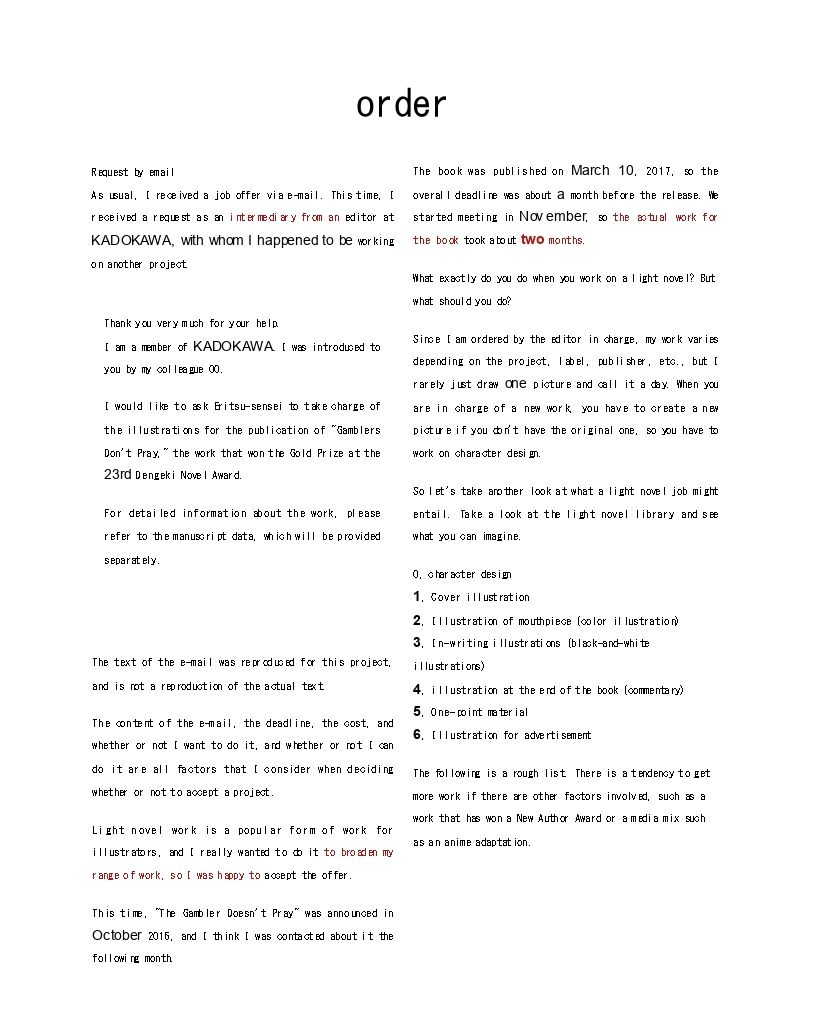 order
Request by email
As usual, I received a job offer via e-mail. This time, I
received a request as an intermediary from an editor at
KADOKAWA, with whom I happened to be working
on another project.
Thank you very much for your help.
I am a member of KADOKAWA. I was introduced to
you by my colleague OO.
I would like to ask Eritsu-sensei to take charge of
the illustrations for the publication of "Gamblers
Don't Pray," the work that won the Gold Prize at the
23rd Dengeki Novel Award.
For detailed information about the work, please
refer to the manuscript data, which will be provided
separately.
The text of the e-mail was reproduced for this project,
and is not a reproduction of the actual text.
The content of the e-mail, the deadline, the cost, and
whether or not I want to do it, and whether or not I can
do it are all factors that I consider when deciding
whether or not to accept a project.
Light novel work is a popular form of work for
illustrators, and I really wanted to do it to broaden my
range of work, so I was happy to accept the offer.
This time, "The Gambler Doesn't Pray" was announced in
October 2016, and I think I was contacted about it the
following month.
The book was published on March 10, 2017, so the
overall deadline was about a month before the release. We
started meeting in November, so the actual work for
the book took about two months.
What exactly do you do when you work on a light novel? But
what should you do?
Since I am ordered by the editor in charge, my work varies
depending on the project, label, publisher, etc., but I
rarely just draw one picture and call it a day. When you
are in charge of a new work, you have to create a new
picture if you don't have the original one, so you have to
work on character design.
So let's take another look at what a light novel job might
entail. Take a look at the light novel library and see
what you can imagine.
0, character design
1, Cover illustration
2, Illustration of mouthpiece (color illustration)
3, In-writing illustrations (black-and-white
illustrations)
4, illustration at the end of the book (commentary)
5, One-point material
6, Illustration for advertisement
The following is a rough list. There is a tendency to get
more work if there are other factors involved, such as a
work that has won a New Author Award or a media mix such
as an anime adaptation.